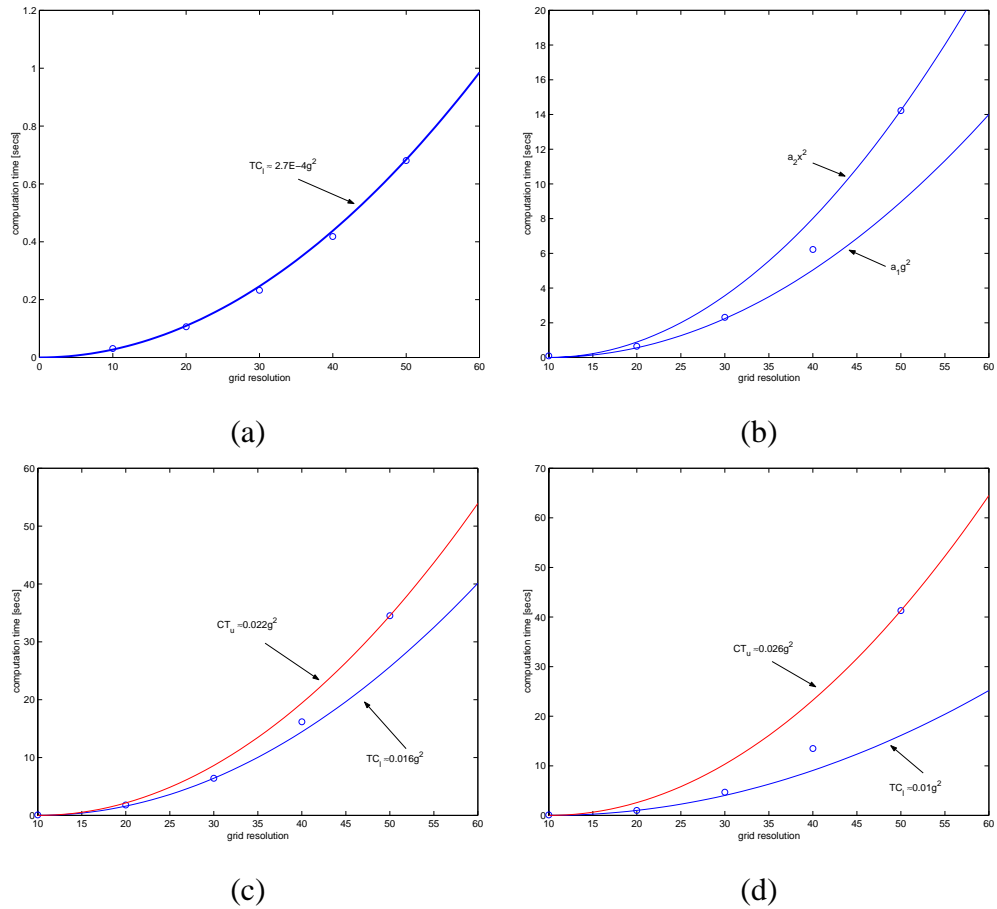 1.2
1
0.8
0.6
0.4
0.2
0
computation time [secs]
TC_l ≈ 2.7E−4g^2
0 5 10 15 20 25 30 35 40 45 50 55 60
grid resolution
(a)
20
18
16
14
12
10
8
6
4
2
0
computation time [secs]
a_2x^2
a_1g^2
10 15 20 25 30 35 40 45 50 55 60
grid resolution
(b)
60
50
40
30
20
10
0
computation time [secs]
CT_u ≈0.022g^2
TC_l ≈0.016g^2
10 15 20 25 30 35 40 45 50 55 60
grid resolution
(c)
70
60
50
40
30
20
10
0
computation time [secs]
CT_u ≈0.026g^2
TC_l ≈0.01g^2
10 15 20 25 30 35 40 45 50 55 60
grid resolution
(d)